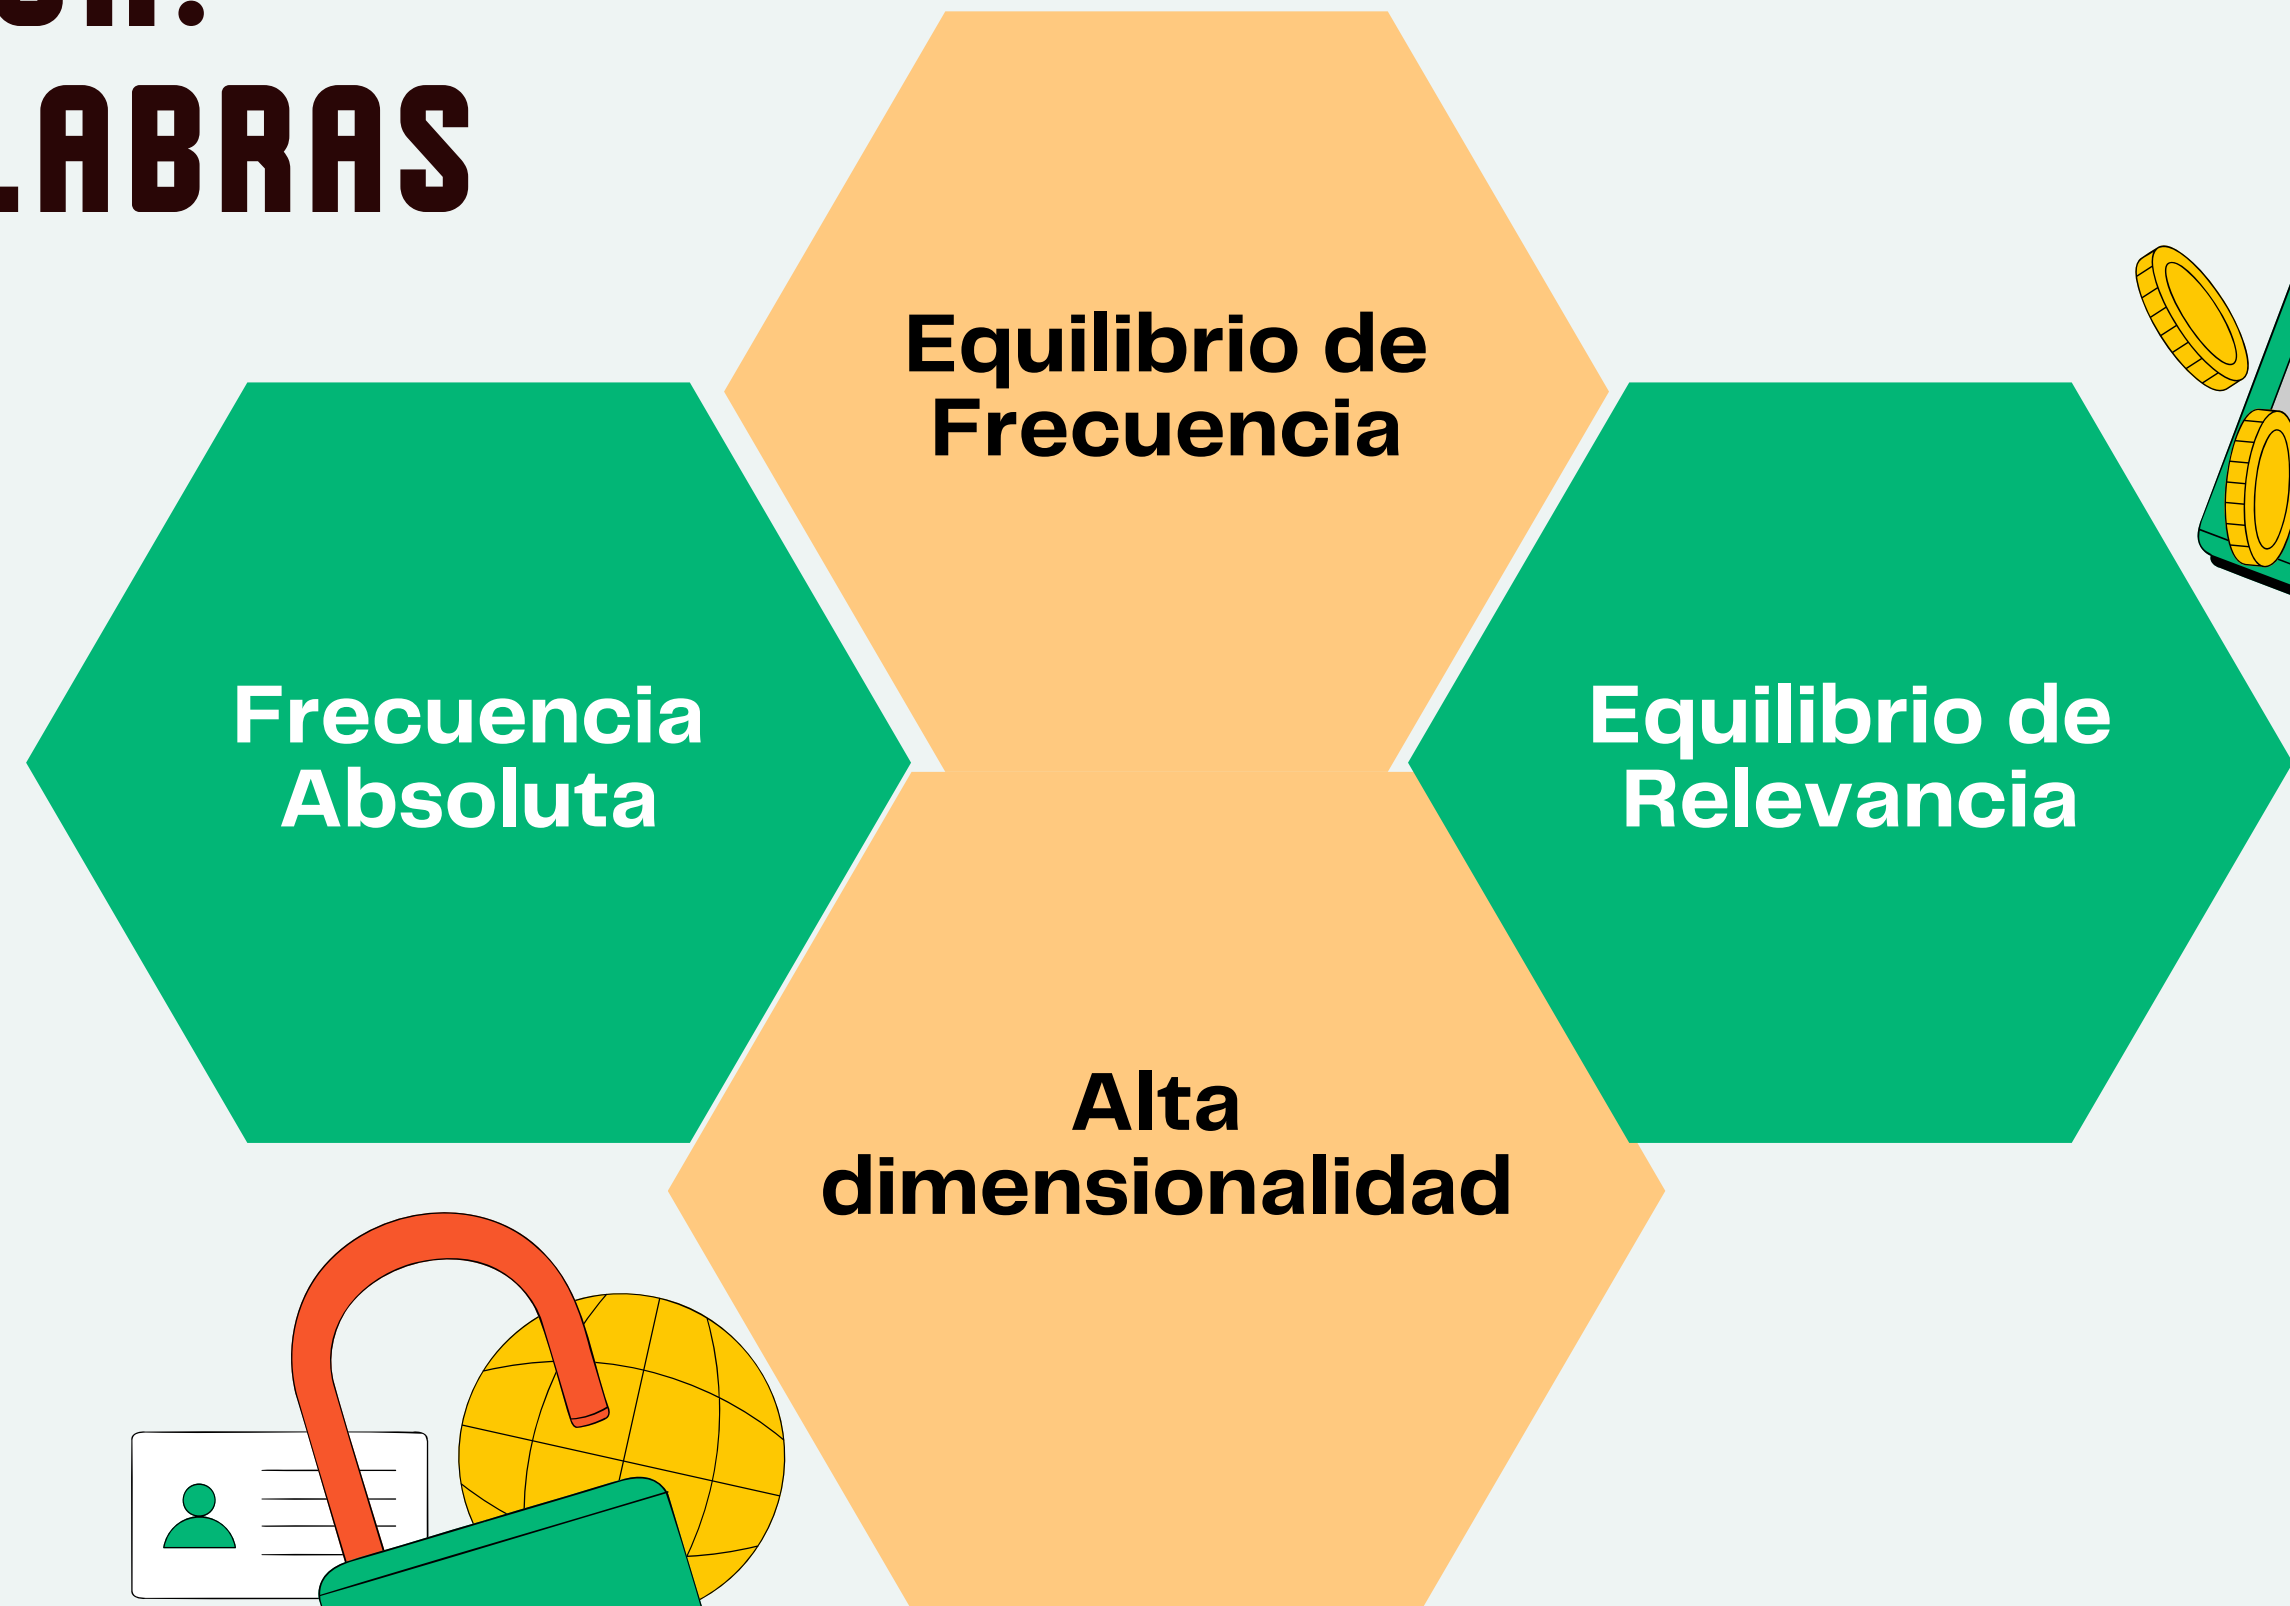 LABRAS
Equilibrio de
Frecuencia
Frecuencia
Absoluta
Equilibrio de
Relevancia
Alta
dimensionalidad